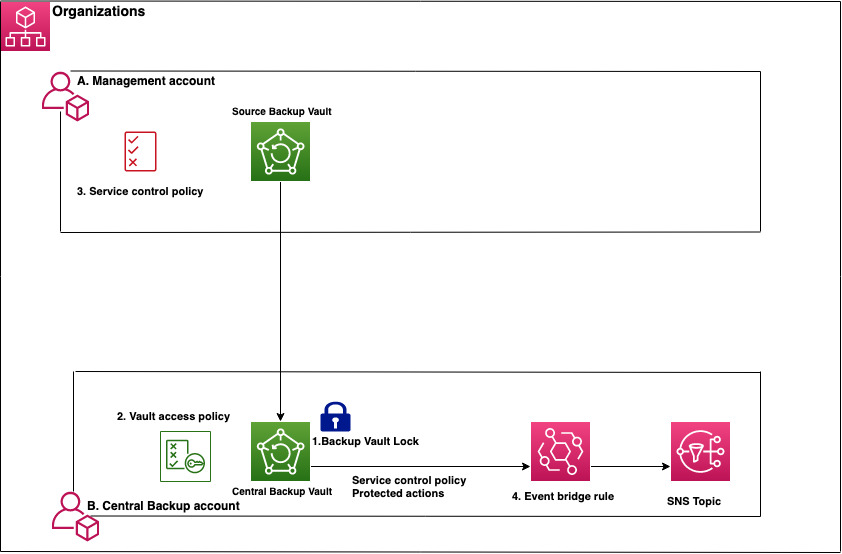 Organizations
A. Management account
Source Backup Vault
3. Service control policy
2. Vault access policy
1.Backup Vault Lock
Service control policy
Protected actions
Central Backup Vault
4. Event bridge rule
SNS Topic
B. Central Backup account